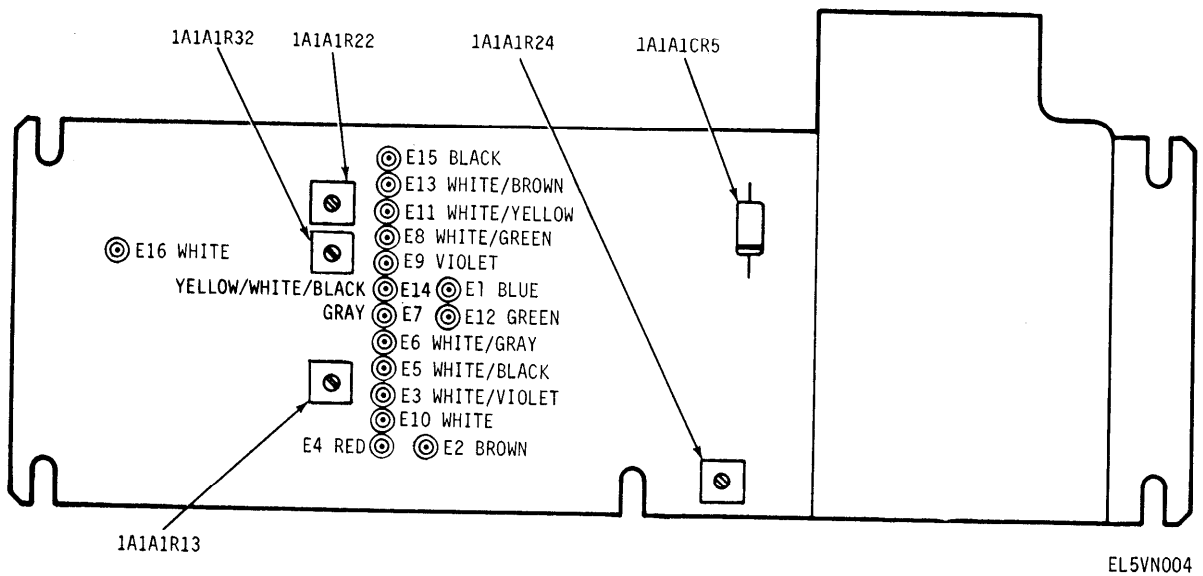 1A1A1R32 1A1A1R22 1A1A1R24 1A1A1CR5
E15 BLACK
E13 WHITE/BROWN
E11 WHITE/YELLOW
E8 WHITE/GREEN
E16 WHITE
E9 VIOLET
YELLOW/WHITE/BLACK E14 E1 BLUE
GRAY E7 E12 GREEN
E6 WHITE/GRAY
E5 WHITE/BLACK
E3 WHITE/VIOLET
E10 WHITE
E4 RED E2 BROWN
1A1A1R13
EL5VN004